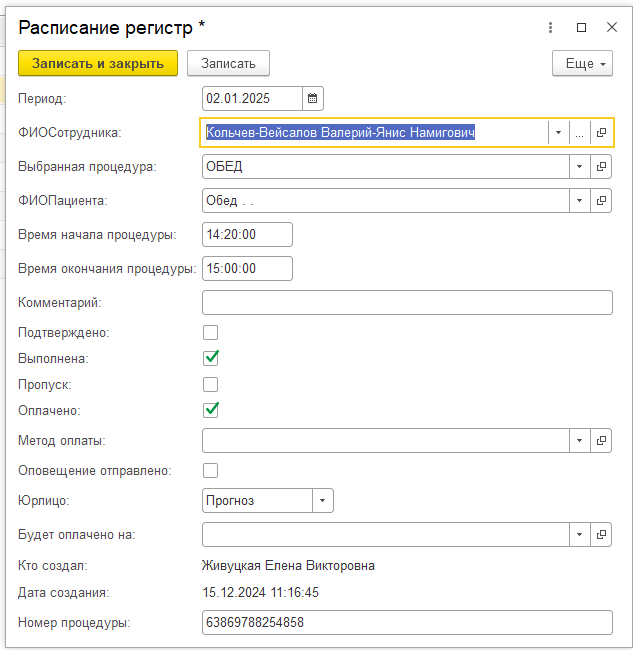 Расписание регистр *
Записать и закрыть Записать Еще
Период: 02.01.2025
ФИОСотрудника: Кольчев-Вейсалов Валерий-Янис Намигович ...
Выбранная процедура: ОБЕД
ФИОПациента: Обед . .
Время начала процедуры: 14:20:00
Время окончания процедуры: 15:00:00
Комментарий:
Подтверждено:
Выполнена:
Пропуск:
Оплачено:
Метод оплаты:
Оповещение отправлено:
Юрлицо: Прогноз
Будет оплачено на:
Кто создал: Живуцкая Елена Викторовна
Дата создания: 15.12.2024 11:16:45
Номер процедуры: 63869788254858